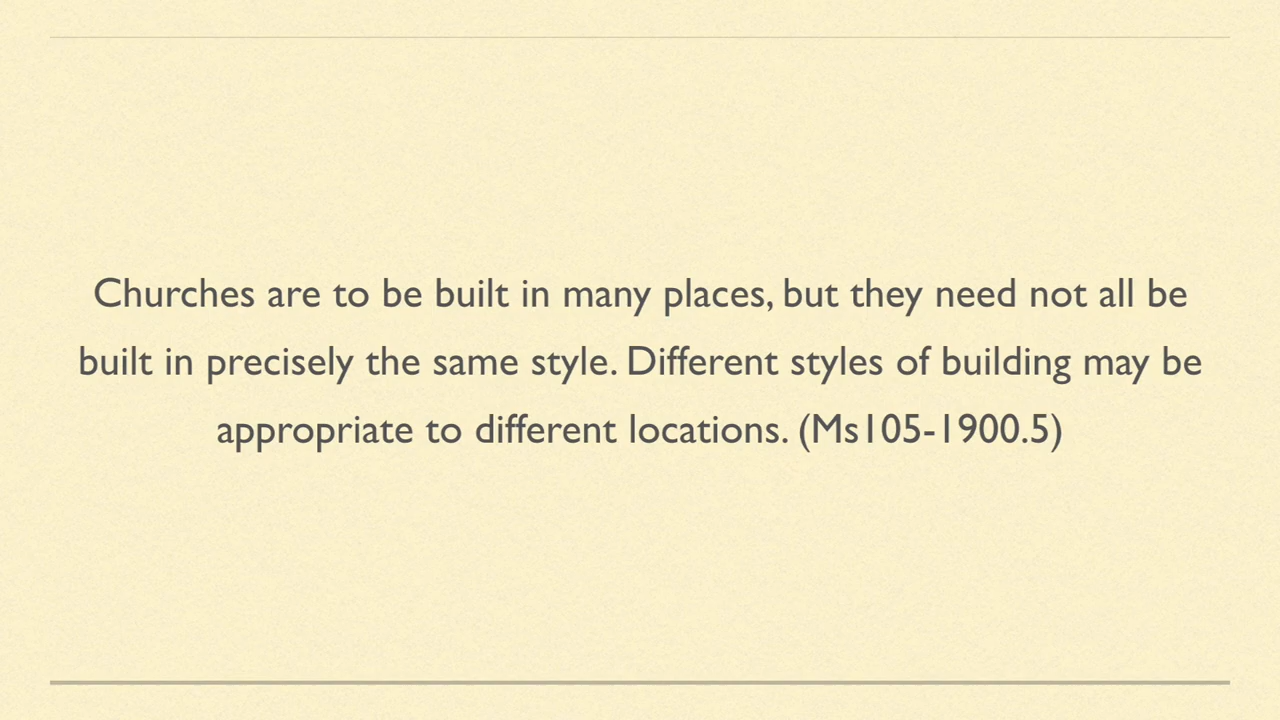 Churches are to be built in many places, but they need not all be
built in precisely the same style. Different styles of building may be
appropriate to different locations. (Ms105-1900.5)